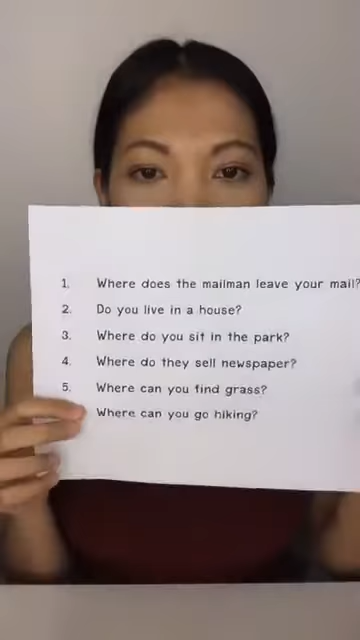 1. Where does the mailman leave your mail?
2. Do you live in a house?
3. Where do you sit in the park?
4. Where do they sell newspaper?
5. Where can you find grass?
Where can you go hiking?